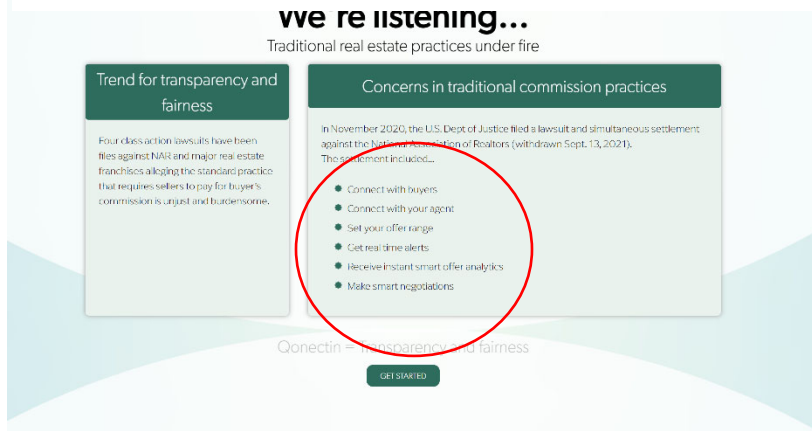 We're listening...
Traditional real estate practices under fire
Trend for transparency and
fairness
Four class action lawsuits have been
files against NAR and major real estate
franchises alleging the standard practice
that requires sellers to pay for buyer's
commission is unjust and burdensome.
Concerns in traditional commission practices
In November 2020, the U.S. Dept of Justice filed a lawsuit and simultaneous settlement
against the National Association of Realtors (withdrawn Sept. 13, 2021).
The settlement included...
Connect with buyers
Connect with your agent
Set your offer range
Get real time alerts
Receive instant smart offer analytics
Make smart negotiations
Qonectin – Transparency and fairness
GET STARTED